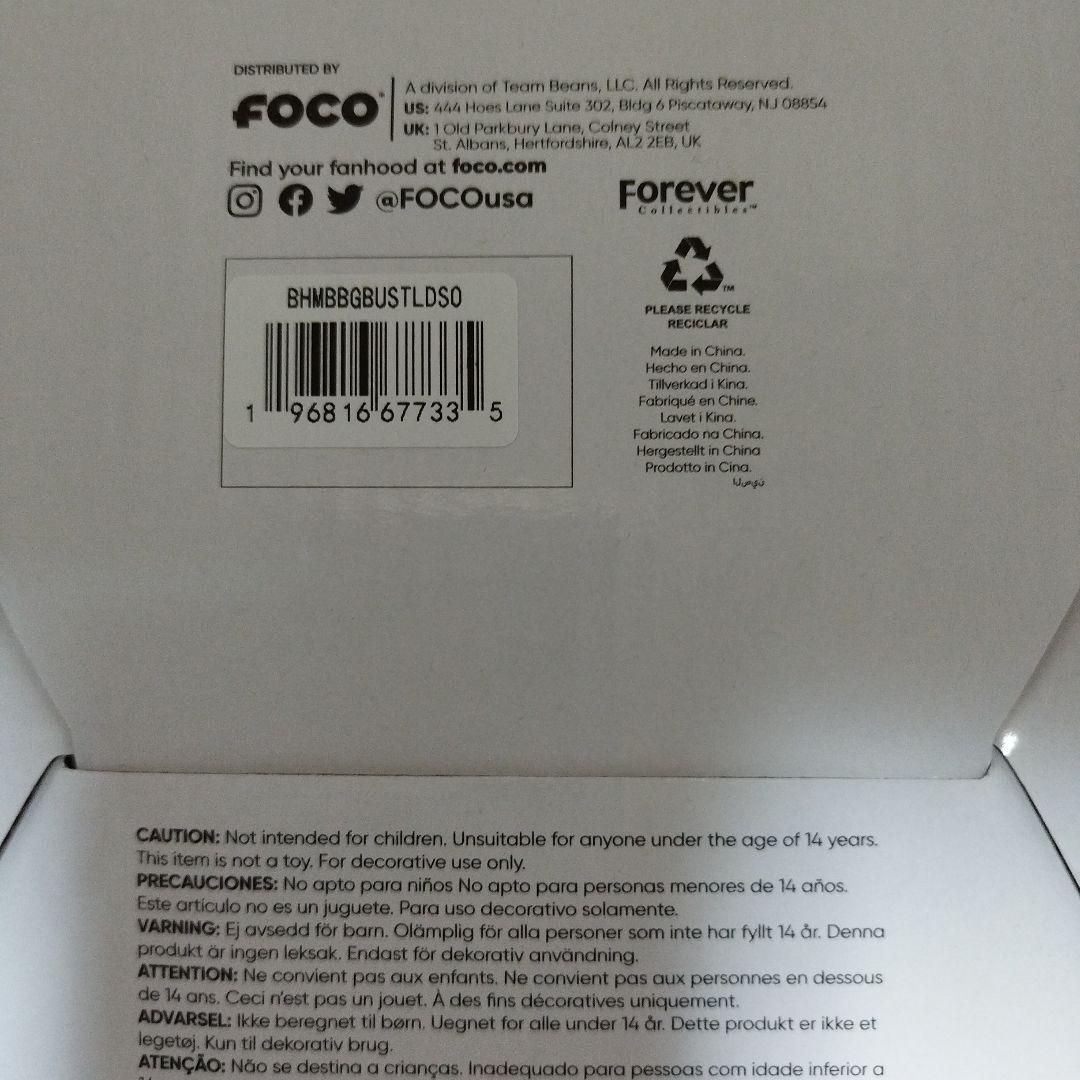 DISTRIBUTED BY
FOCO®
A division of Team Beans, LLC. All Rights Reserved.
US: 444 Hoes Lane Suite 302, Bldg 6 Piscataway, NJ 08854
UK: 1 Old Parkbury Lane, Colney Street
St. Albans, Hertfordshire, AL2 2EB, UK
Find your fanhood at foco.com
@FOCOusa
Forever
Collectibles™
BHMBBGBUSTLDSO
1 96816 67733 5
TM
PLEASE RECYCLE
RECICLAR
Made in China.
Hecho en China.
Tillverkad i Kina.
Fabriqué en Chine.
Lavet i Kina.
Fabricado na China.
Hergestellt in China
Prodotto in Cina.
CAUTION: Not intended for children. Unsuitable for anyone under the age of 14 years.
This item is not a toy. For decorative use only.
PRECAUCIONES: No apto para niños No apto para personas menores de 14 años.
Este artículo no es un juguete. Para uso decorativo solamente.
VARNING: Ej avsedd för barn. Olämplig för alla personer som inte har fyllt 14 år. Denna
produkt är ingen leksak. Endast för dekorativ användning.
ATTENTION: Ne convient pas aux enfants. Ne convient pas aux personnes en dessous
de 14 ans. Ceci n'est pas un jouet. À des fins décoratives uniquement.
ADVARSEL: Ikke beregnet til børn. Uegnet for alle under 14 år. Dette produkt er ikke et
legetøj. Kun til dekorativ brug.
ATENÇÃO: Não se destina a crianças. Inadequado para pessoas com idade inferior a